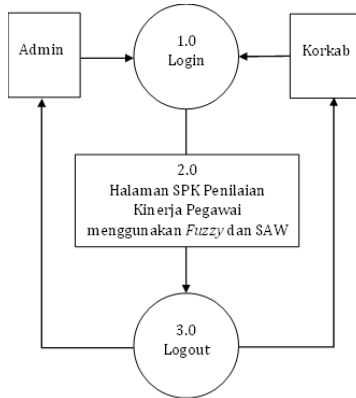 Admin
1.0
Login
Korkab
2.0
Halaman SPK Penilaian
Kinerja Pegawai
menggunakan Fuzzy dan SAW
3.0
Logout